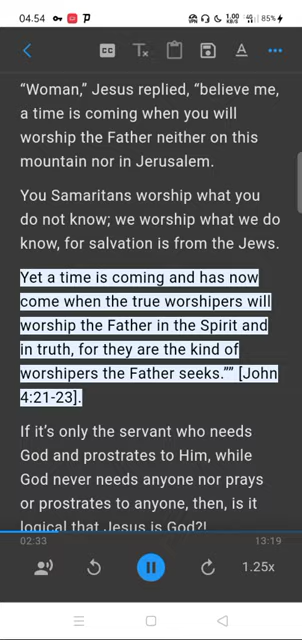 04.54
1.00
KB/S
4G
85%
CC
T
A
“Woman,” Jesus replied, “believe me,
a time is coming when you will
worship the Father neither on this
mountain nor in Jerusalem.
You Samaritans worship what you
do not know; we worship what we do
know, for salvation is from the Jews.
Yet a time is coming and has now
come when the true worshipers will
worship the Father in the Spirit and
in truth, for they are the kind of
worshipers the Father seeks.”” [John
4:21-23].
If it’s only the servant who needs
God and prostrates to Him, while
God never needs anyone nor prays
or prostrates to anyone, then, is it
logical that Jesus is God?!
02:33
13:19
1.25x